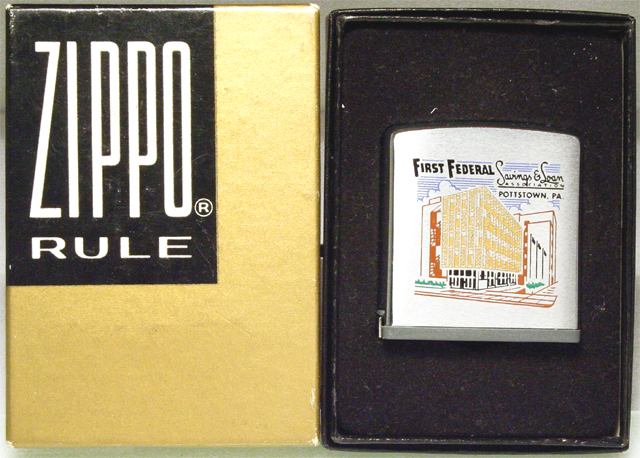 ZIPPO®
RULE
FIRST FEDERAL Savings & Loan
ASSOCIATION
POTTSTOWN, PA.